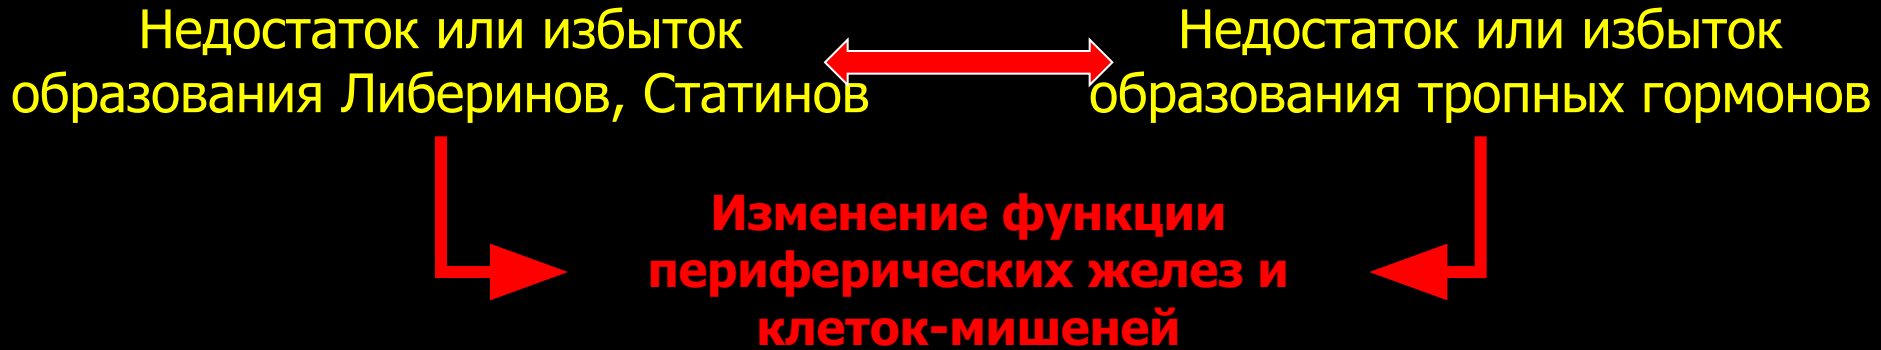 Недостаток или избыток
образования Либеринов, Статинов
Недостаток или избыток
образования тропных гормонов
Изменение функции
периферических желез и
клеток-мишеней